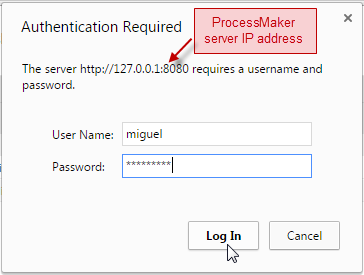 Authentication Required
ProcessMaker
server IP address
The server http://127.0.0.1:8080 requires a username and
password.
User Name: miguel
Password: *********
Log In Cancel